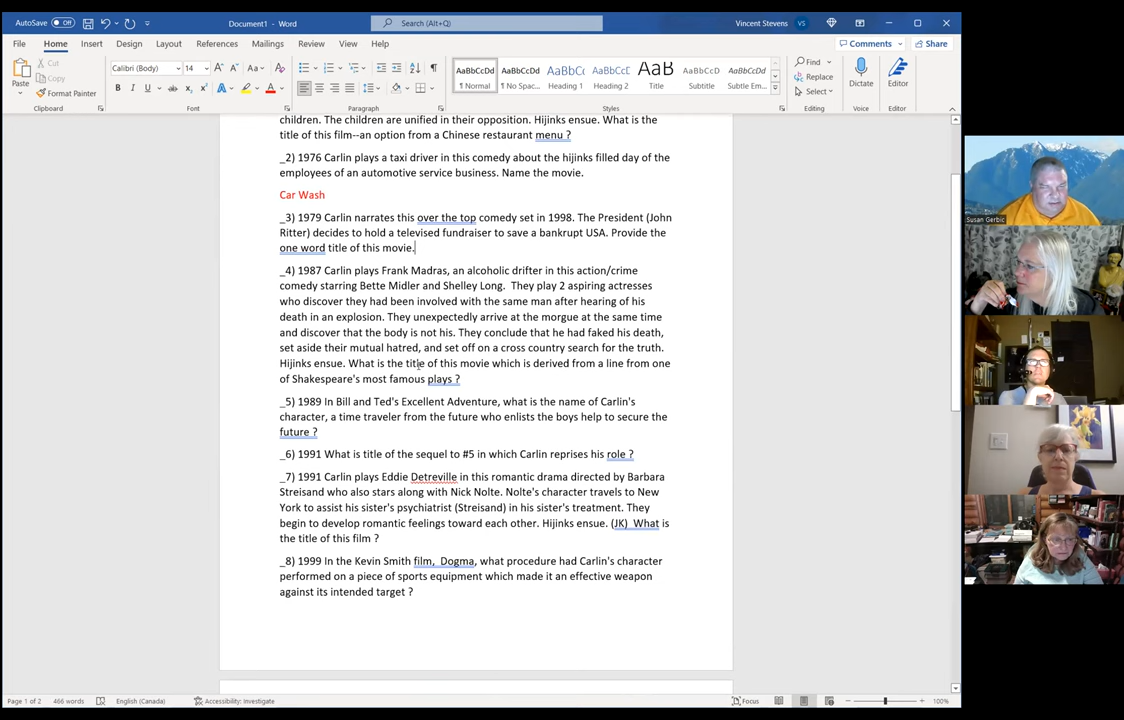 AutoSave
Off
Document1 - Word
Search (Alt+Q)
Vincent Stevens
VS
File
Home
Insert
Design
Layout
References
Mailings
Review
View
Help
Comments
Share
Paste
Cut
Copy
Format Painter
Clipboard
Calibri (Body)
14
Font
Paragraph
AaBbCcDd
AaBbCcDd
AaBbCc
AaBbCcC
AaB
AaBbCcD
AaBbCcDd
¶ Normal
¶ No Spac...
Heading 1
Heading 2
Title
Subtitle
Subtle Em...
Styles
Find
Replace
Select
Editing
Dictate
Voice
Editor
Editor
children. The children are unified in their opposition. Hijinks ensue. What is the
title of this film--an option from a Chinese restaurant menu ?
_2) 1976 Carlin plays a taxi driver in this comedy about the hijinks filled day of the
employees of an automotive service business. Name the movie.
Car Wash
_3) 1979 Carlin narrates this over the top comedy set in 1998. The President (John
Ritter) decides to hold a televised fundraiser to save a bankrupt USA. Provide the
one word title of this movie.
_4) 1987 Carlin plays Frank Madras, an alcoholic drifter in this action/crime
comedy starring Bette Midler and Shelley Long. They play 2 aspiring actresses
who discover they had been involved with the same man after hearing of his
death in an explosion. They unexpectedly arrive at the morgue at the same time
and discover that the body is not his. They conclude that he had faked his death,
set aside their mutual hatred, and set off on a cross country search for the truth.
Hijinks ensue. What is the title of this movie which is derived from a line from one
of Shakespeare's most famous plays ?
_5) 1989 In Bill and Ted's Excellent Adventure, what is the name of Carlin's
character, a time traveler from the future who enlists the boys help to secure the
future ?
_6) 1991 What is title of the sequel to #5 in which Carlin reprises his role ?
_7) 1991 Carlin plays Eddie Detreville in this romantic drama directed by Barbara
Streisand who also stars along with Nick Nolte. Nolte's character travels to New
York to assist his sister's psychiatrist (Streisand) in his sister's treatment. They
begin to develop romantic feelings toward each other. Hijinks ensue. (JK) What is
the title of this film ?
_8) 1999 In the Kevin Smith film, Dogma, what procedure had Carlin's character
performed on a piece of sports equipment which made it an effective weapon
against its intended target ?
Page 1 of 2
466 words
English (Canada)
Accessibility: Investigate
Focus
100%
Susan Gerbic